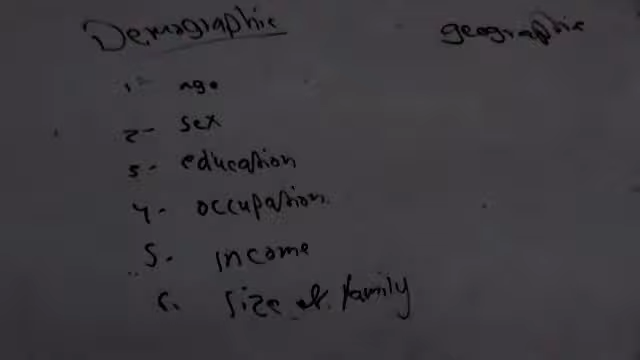 Demographic
geographic
1- age
2- sex
3- education
4- occupation.
5. income
6. size of family